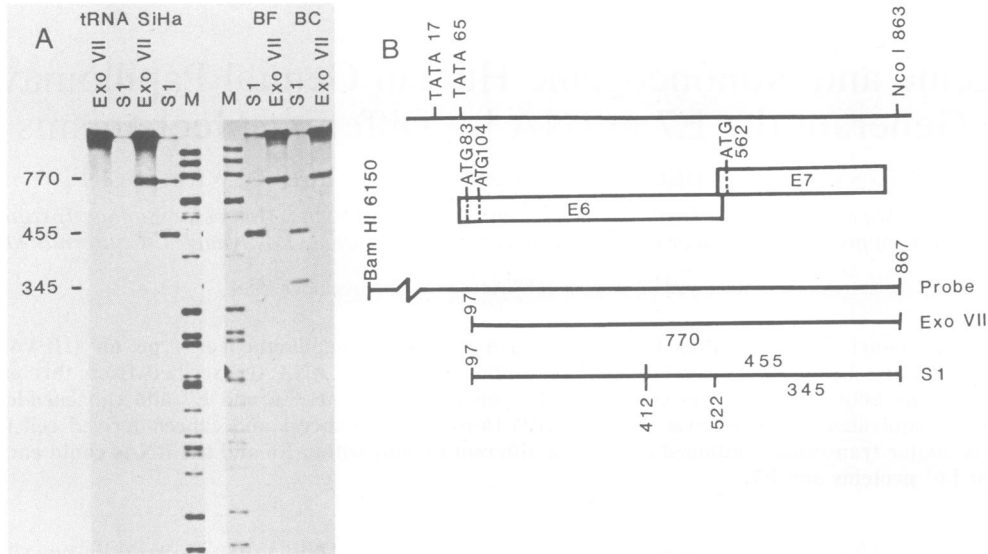 A
tRNA SiHa
BF BC
Exo VII
S1
Exo VII
S1
M
M
S1
Exo VII
S1
Exo VII
770
455
345
B
TATA 17
TATA 65
Nco I 863
ATG83
ATG104
ATG 562
E7
E6
Bam HI 6150
867
Probe
97
Exo VII
770
97
455
S1
345
412
522